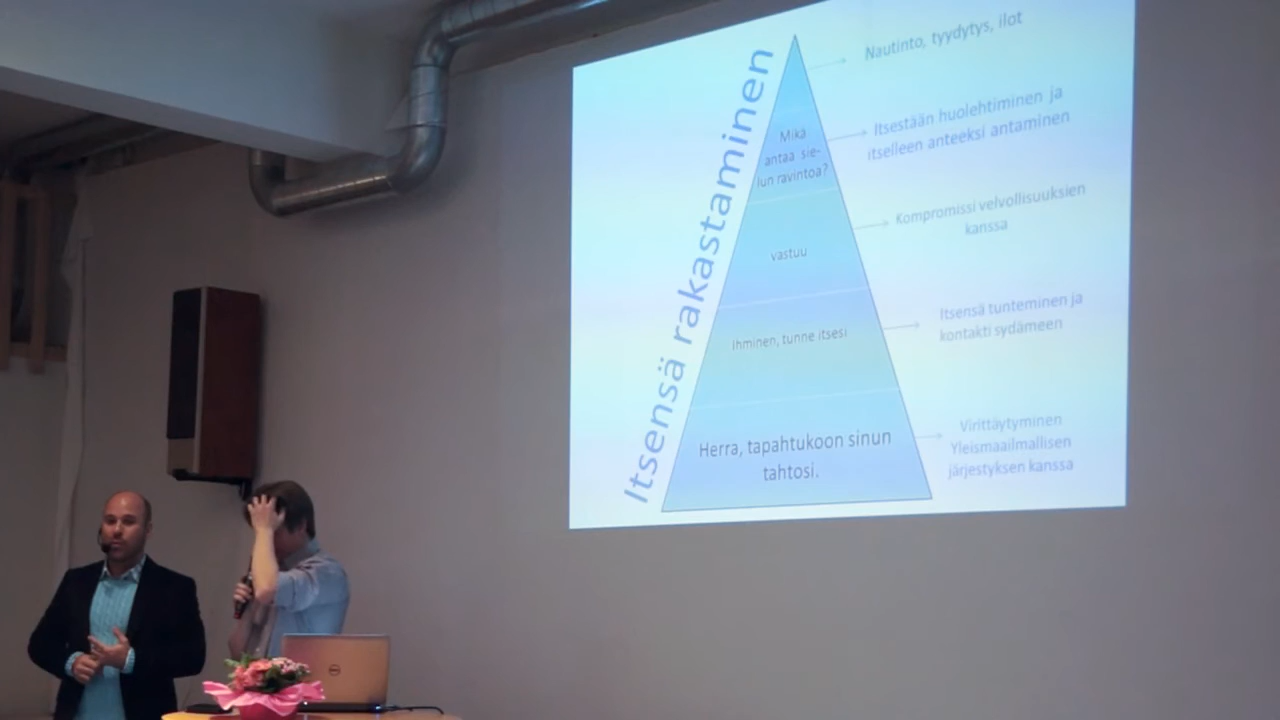 Itsensä rakastaminen
Nautinto, tyydytys, ilot
Mikä
antaa sie-
lun ravintoa?
Itsestään huolehtiminen ja
itselleen anteeksi antaminen
vastuu
Kompromissi velvollisuuksien
kanssa
Ihminen, tunne itsesi
Itsensä tunteminen ja
kontakti sydämeen
Herra, tapahtukoon sinun
tahtosi.
Virittäytyminen
Yleismaailmallisen
järjestyksen kanssa
DELL